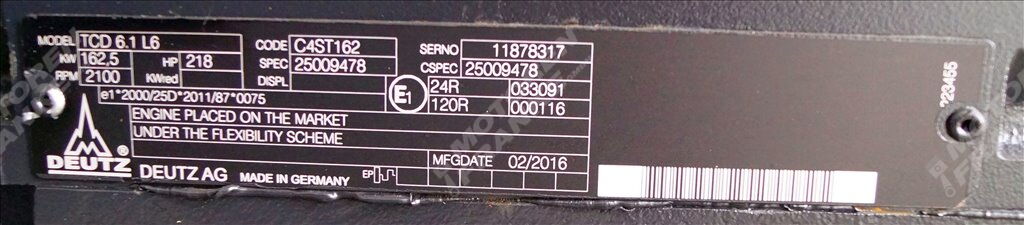 MODEL TCD 6.1 L6 CODE C4ST162 SERNO 11878317
KW 162,5 HP 218 SPEC 25009478 CSPEC 25009478
RPM 2100 KWred DISPL E1 24R 033091
e1*2000/25D*2011/87*0075 120R 000116
ENGINE PLACED ON THE MARKET
UNDER THE FLEXIBILITY SCHEME
MFGDATE 02/2016
DEUTZ® DEUTZ AG MADE IN GERMANY EP